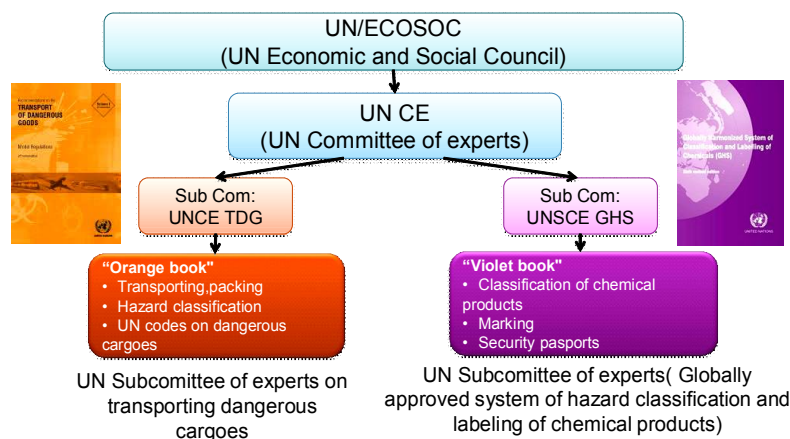 UN/ECOSOC
(UN Economic and Social Council)
TRANSPORT
OF DANGEROUS
GOODS
Model Regulations
UN CE
(UN Committee of experts)
Globally Harmonized System of
Classification and Labelling of
Chemicals (GHS)
UNITED NATIONS
Sub Com:
UNCE TDG
Sub Com:
UNSCE GHS
“Orange book"
• Transporting,packing
• Hazard classification
• UN codes on dangerous
cargoes
“Violet book"
• Classification of chemical
products
• Marking
• Security pasports
UN Subcomittee of experts on
transporting dangerous
cargoes
UN Subcomittee of experts( Globally
approved system of hazard classification and
labeling of chemical products)